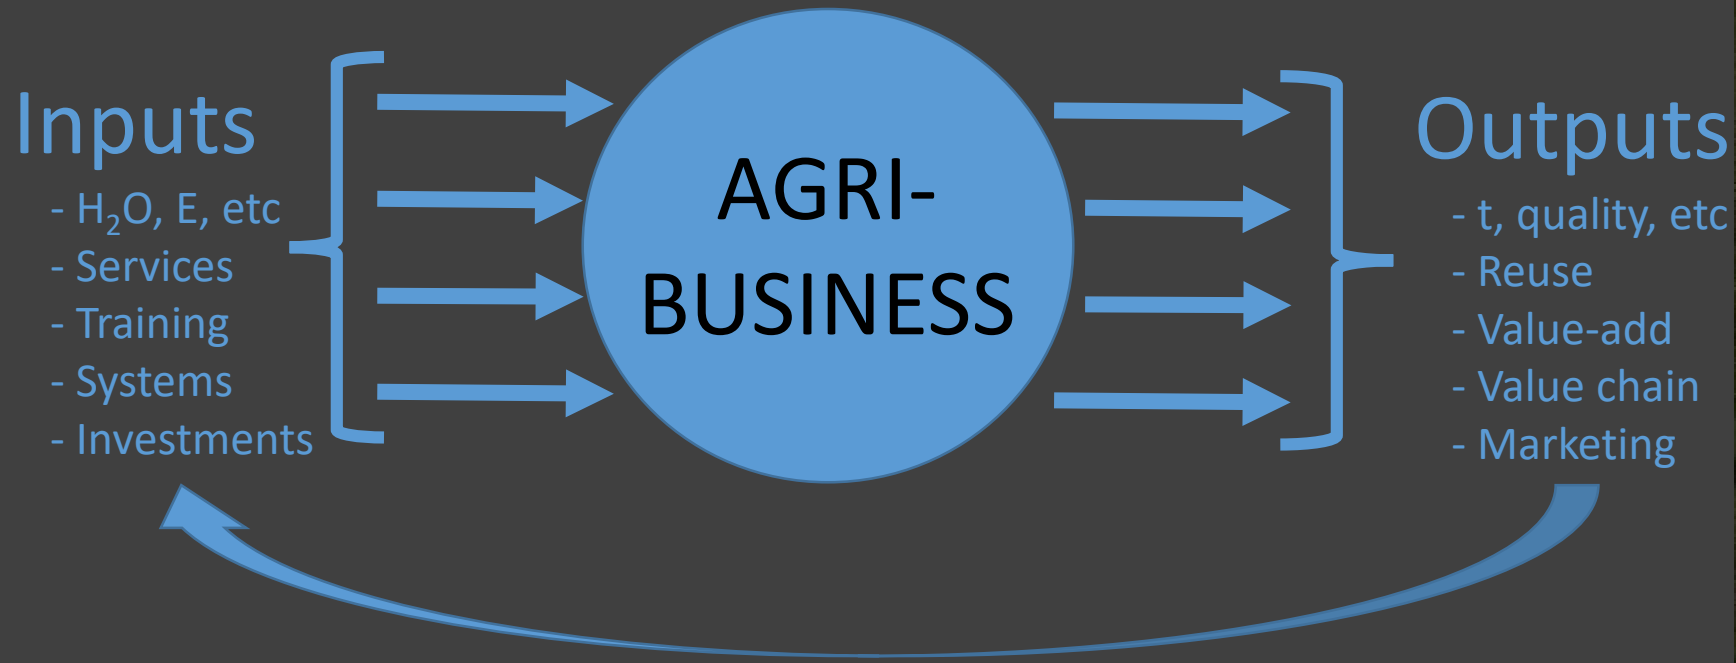 Inputs
- H₂O, E, etc
- Services
- Training
- Systems
- Investments
AGRI-
BUSINESS
Outputs
- t, quality, etc
- Reuse
- Value-add
- Value chain
- Marketing